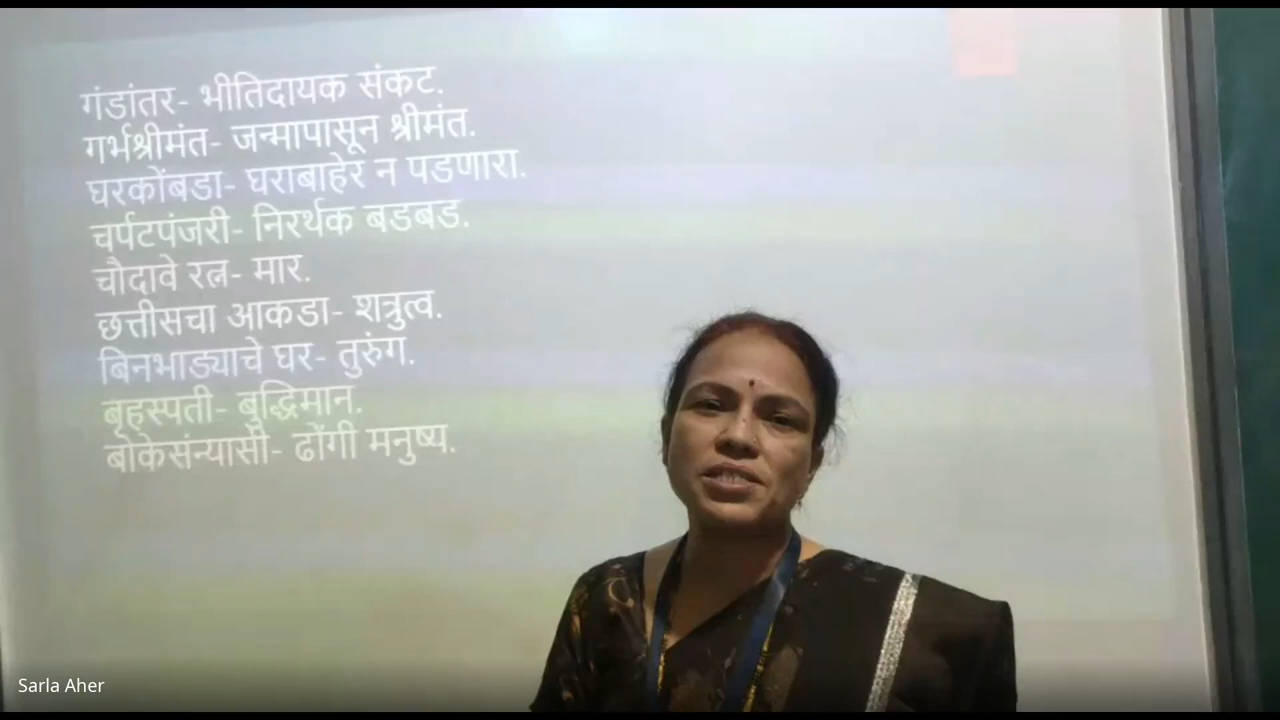 गंडांतर- भीतिदायक संकट.
गर्भश्रीमंत- जन्मापासून श्रीमंत.
घरकोंबडा- घराबाहेर न पडणारा.
चर्पटपंजरी- निरर्थक बडबड.
चौदावे रत्न- मार.
छत्तीसचा आकडा- शत्रुत्व.
बिनभाड्याचे घर- तुरुंग.
बृहस्पती- बुद्धिमान.
बोकेसंन्यासी- ढोंगी मनुष्य.
Sarla Aher